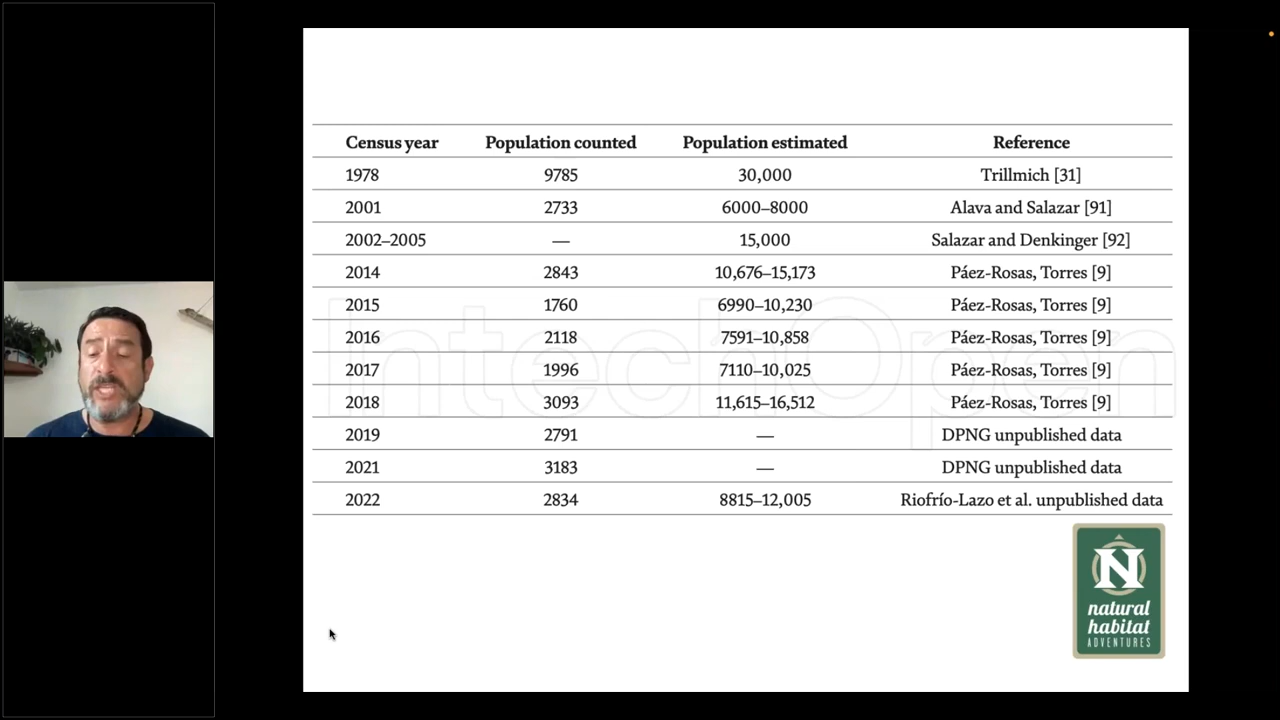 Census year Population counted Population estimated Reference
1978 9785 30,000 Trillmich [31]
2001 2733 6000–8000 Alava and Salazar [91]
2002–2005 — 15,000 Salazar and Denkinger [92]
2014 2843 10,676–15,173 Páez-Rosas, Torres [9]
2015 1760 6990–10,230 Páez-Rosas, Torres [9]
2016 2118 7591–10,858 Páez-Rosas, Torres [9]
2017 1996 7110–10,025 Páez-Rosas, Torres [9]
2018 3093 11,615–16,512 Páez-Rosas, Torres [9]
2019 2791 — DPNG unpublished data
2021 3183 — DPNG unpublished data
2022 2834 8815–12,005 Riofrío-Lazo et al. unpublished data
IntechOpen
N
natural
habitat
ADVENTURES